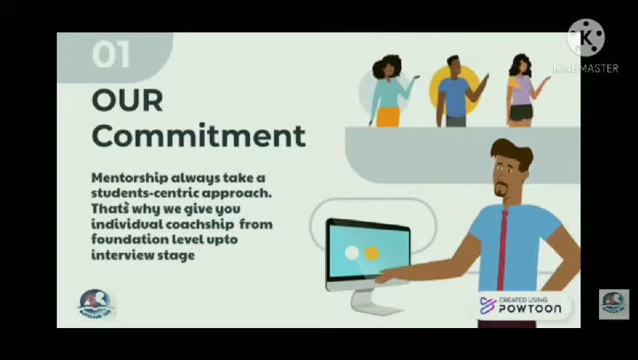 01
OUR
Commitment
Mentorship always take a
students-centric approach.
That's why we give you
individual coachship from
foundation level upto
interview stage
K
KINEMASTER
CREATED USING
POWTOON